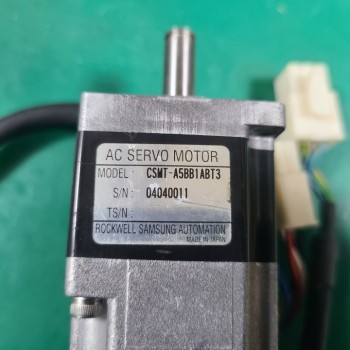 AC SERVO MOTOR
MODEL : CSMT-A5BB1ABT3
S/N : 04040011
TS/N :
ROCKWELL SAMSUNG AUTOMATION
MADE IN JAPAN